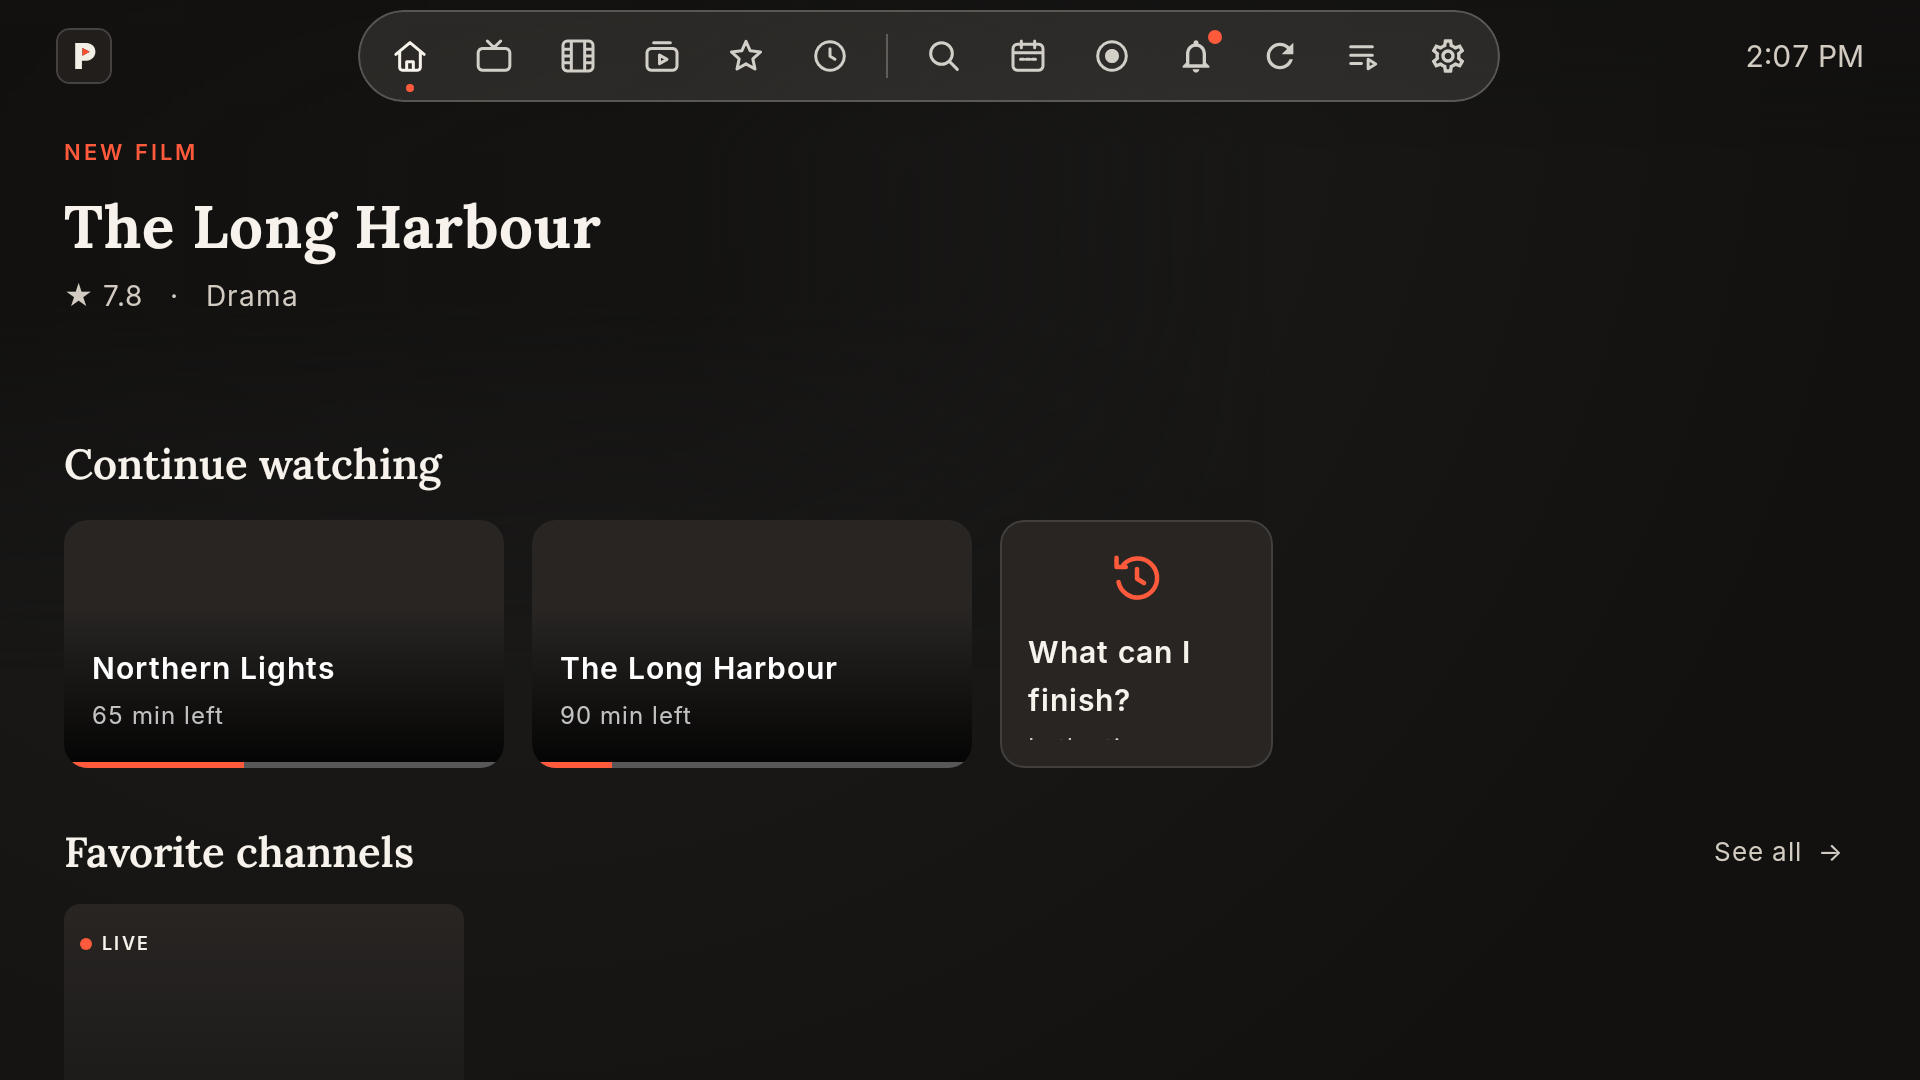 P
2:07 PM
NEW FILM
The Long Harbour
★ 7.8 · Drama
Continue watching
Northern Lights
65 min left
The Long Harbour
90 min left
What can I
finish?
Favorite channels
See all →
LIVE